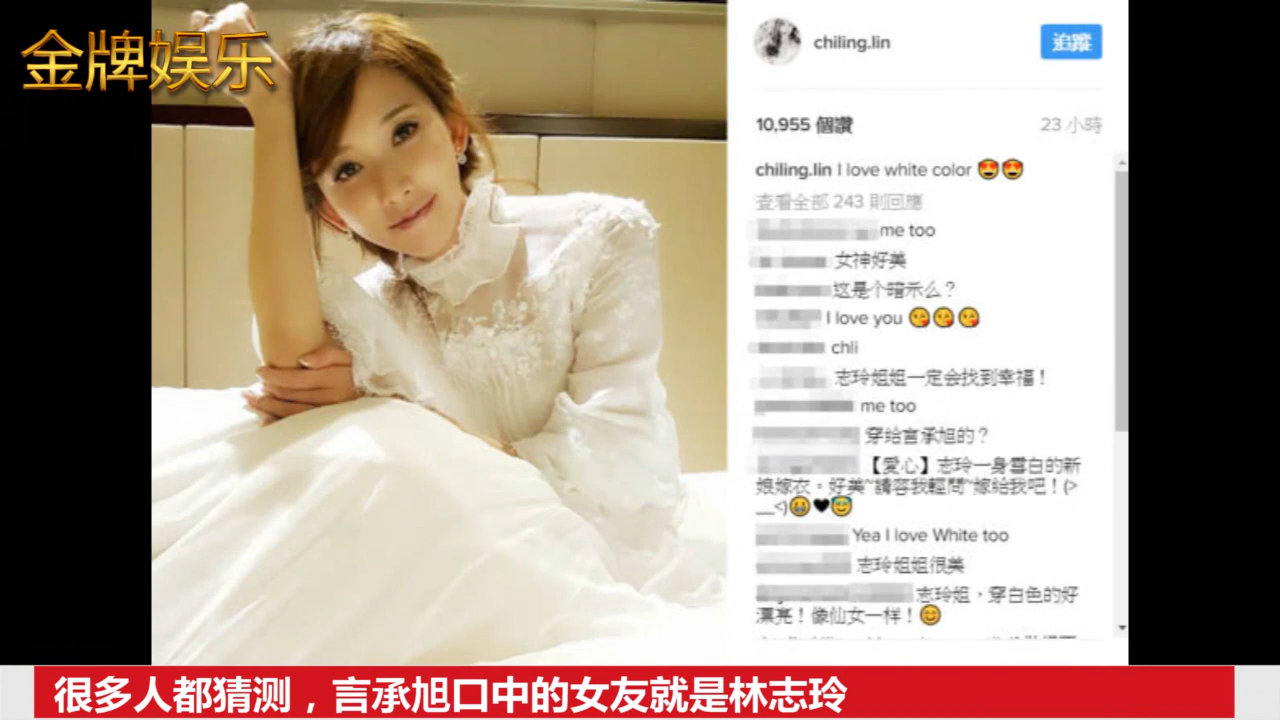 金牌娱乐
chiling.lin
追蹤
10,955 個讚
23 小時
chiling.lin I love white color 😍😍
查看全部 243 則回應
me too
女神好美
这是个暗示么？
I love you 😘😘😘
chli
志玲姐姐一定会找到幸福！
me too
穿给言承旭的？
【愛心】志玲一身雪白的新
娘嫁衣。好美~請容我輕問~嫁給我吧！(>
__<)😢🖤😇
Yea I love White too
志玲姐姐很美
志玲姐，穿白色的好
漂亮！像仙女一样！😊
很多人都猜测，言承旭口中的女友就是林志玲